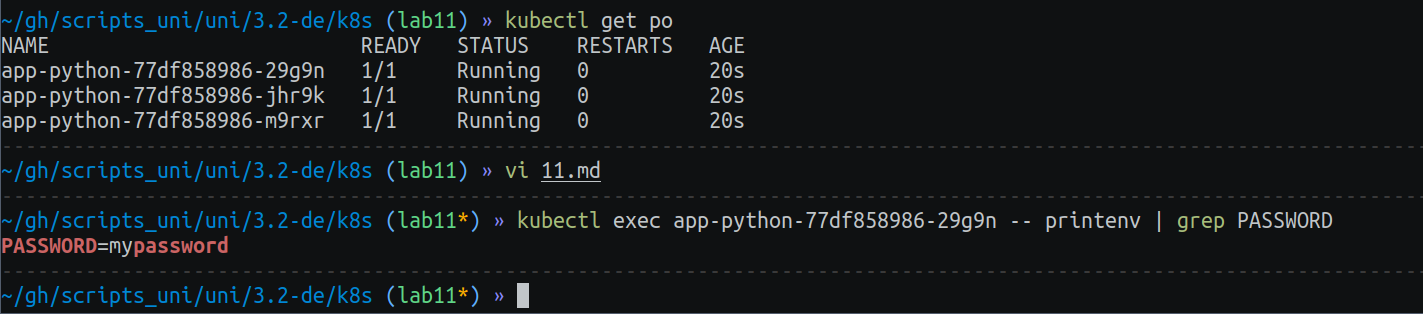 ~/gh/scripts_uni/uni/3.2-de/k8s (lab11) » kubectl get po
NAME READY STATUS RESTARTS AGE
app-python-77df858986-29g9n 1/1 Running 0 20s
app-python-77df858986-jhr9k 1/1 Running 0 20s
app-python-77df858986-m9rxr 1/1 Running 0 20s
~/gh/scripts_uni/uni/3.2-de/k8s (lab11) » vi 11.md
~/gh/scripts_uni/uni/3.2-de/k8s (lab11*) » kubectl exec app-python-77df858986-29g9n -- printenv | grep PASSWORD
PASSWORD=mypassword
~/gh/scripts_uni/uni/3.2-de/k8s (lab11*) »